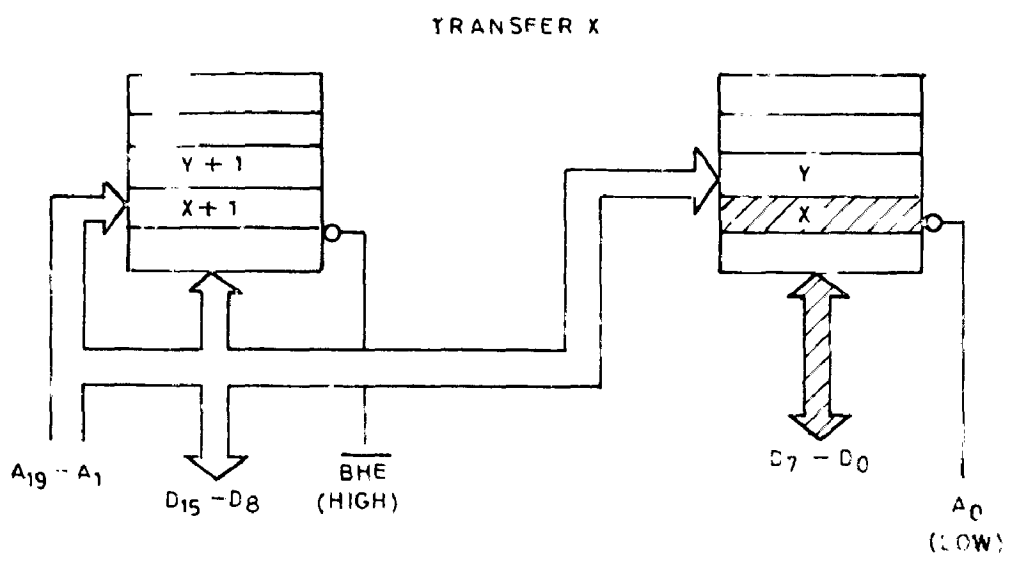 TRANSFER X
Y + 1
X + 1
Y
X
A19 - A1
D15 - D8
BHE
(HIGH)
D7 - D0
A0
(LOW)